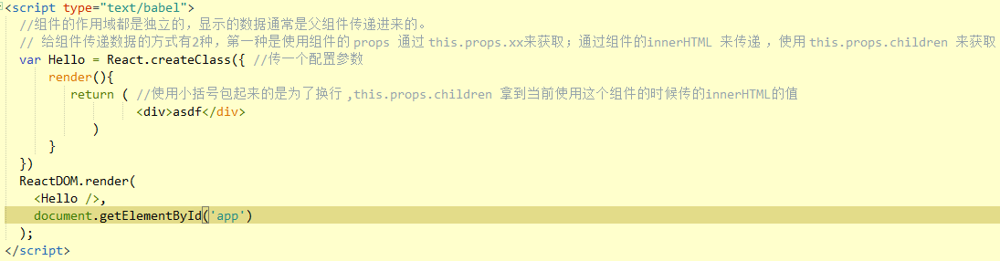 <script type="text/babel">
//组件的作用域都是独立的，显示的数据通常是父组件传递进来的。
// 给组件传递数据的方式有2种，第一种是使用组件的 props 通过 this.props.xx来获取；通过组件的innerHTML 来传递 ，使用 this.props.children 来获取
var Hello = React.createClass({ //传一个配置参数
render(){
return ( //使用小括号包起来的是为了换行 ,this.props.children 拿到当前使用这个组件的时候传的innerHTML的值
<div>asdf</div>
)
}
})
ReactDOM.render(
<Hello />,
document.getElementById('app')
);
</script>